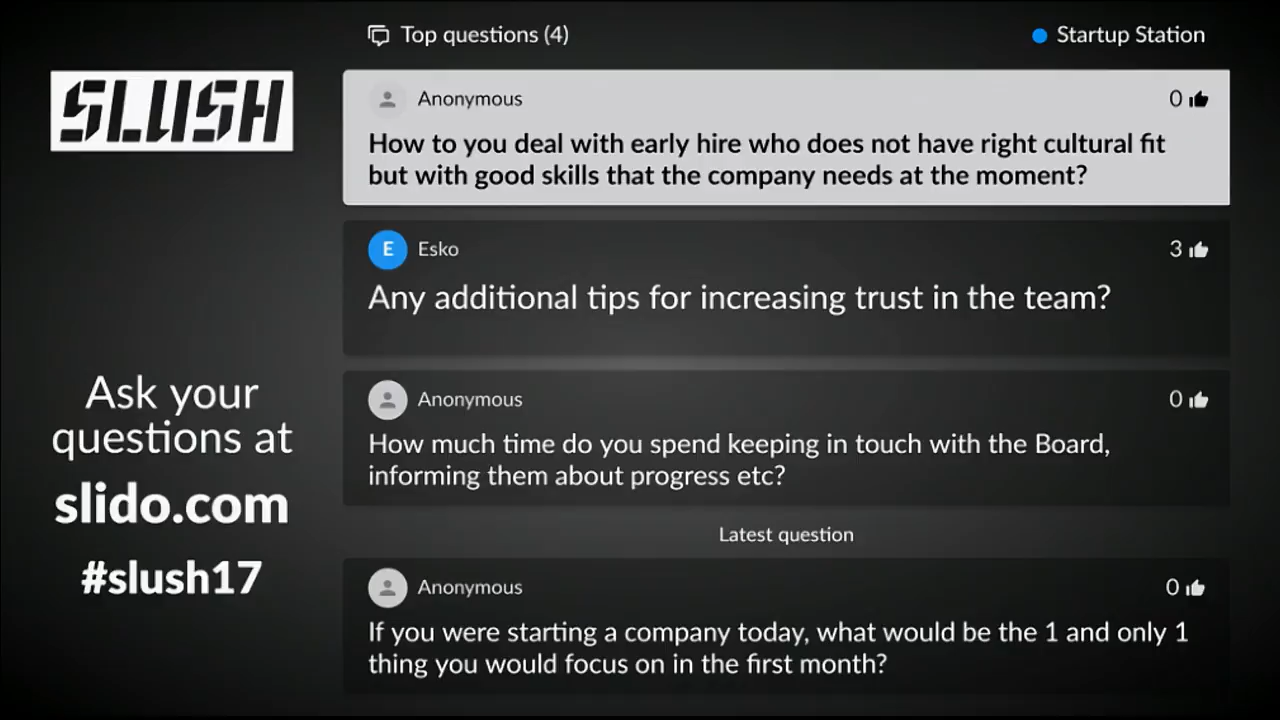 Top questions (4)
Startup Station
SLUSH
Anonymous
0
How to you deal with early hire who does not have right cultural fit
but with good skills that the company needs at the moment?
E
Esko
3
Any additional tips for increasing trust in the team?
Anonymous
0
How much time do you spend keeping in touch with the Board,
informing them about progress etc?
Latest question
Anonymous
0
If you were starting a company today, what would be the 1 and only 1
thing you would focus on in the first month?
Ask your
questions at
slido.com
#slush17